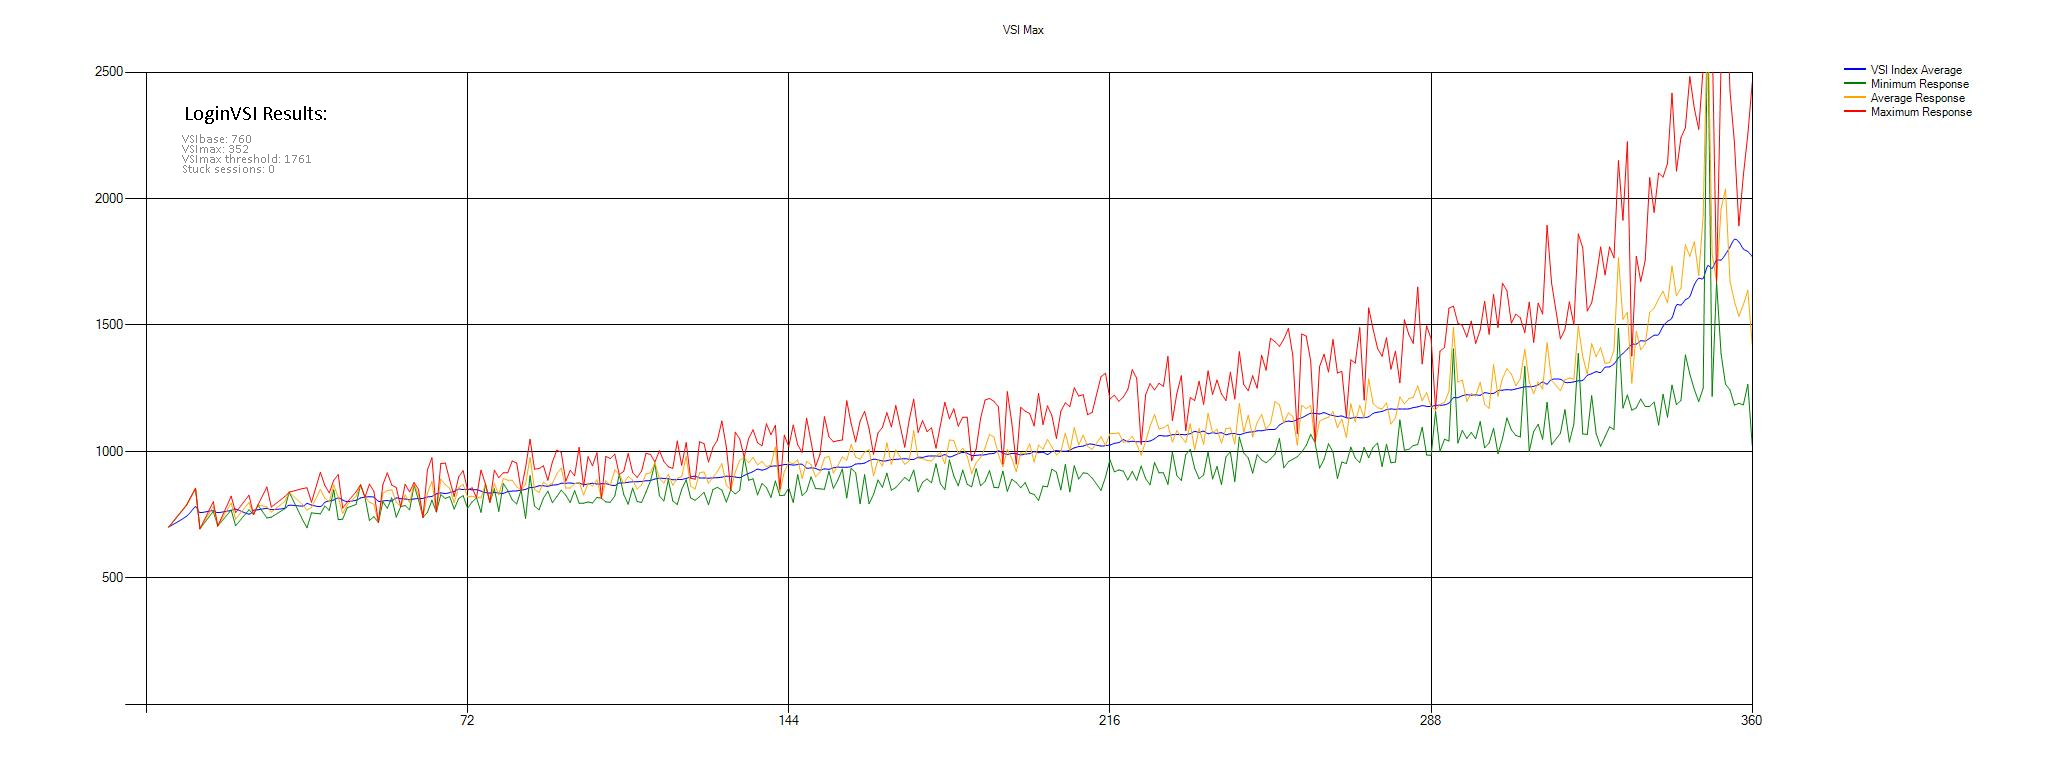 VSI Max
2500
2000
1500
1000
500
LoginVSI Results:
VSIbase: 760
VSImax: 352
VSImax threshold: 1761
Stuck sessions: 0
VSI Index Average
Minimum Response
Average Response
Maximum Response
72
144
216
288
360